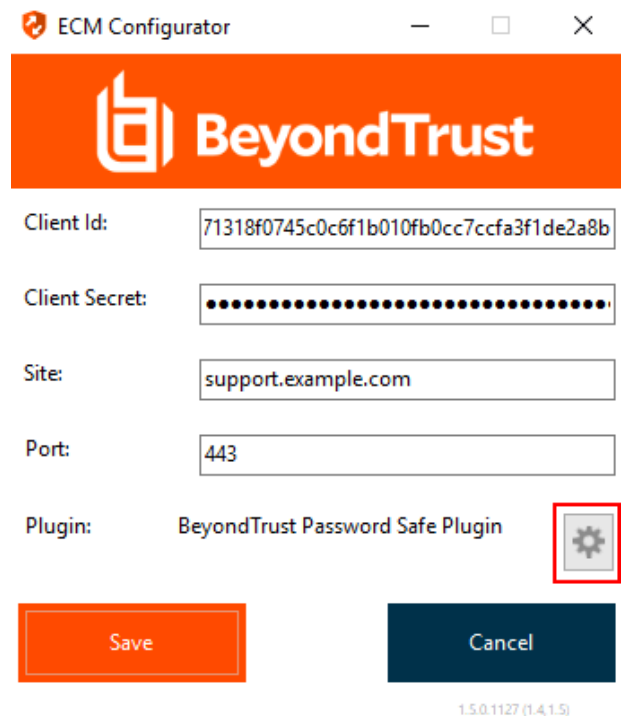 ECM Configurator
BeyondTrust
Client Id:
71318f0745c0c6f1b010fb0cc7ccfa3f1de2a8b
Client Secret:
●●●●●●●●●●●●●●●●●●●●●●●●●●●●●●●●●●●●●
Site:
support.example.com
Port:
443
Plugin: BeyondTrust Password Safe Plugin
Save Cancel
1.5.0.1127 (1.4,1.5)